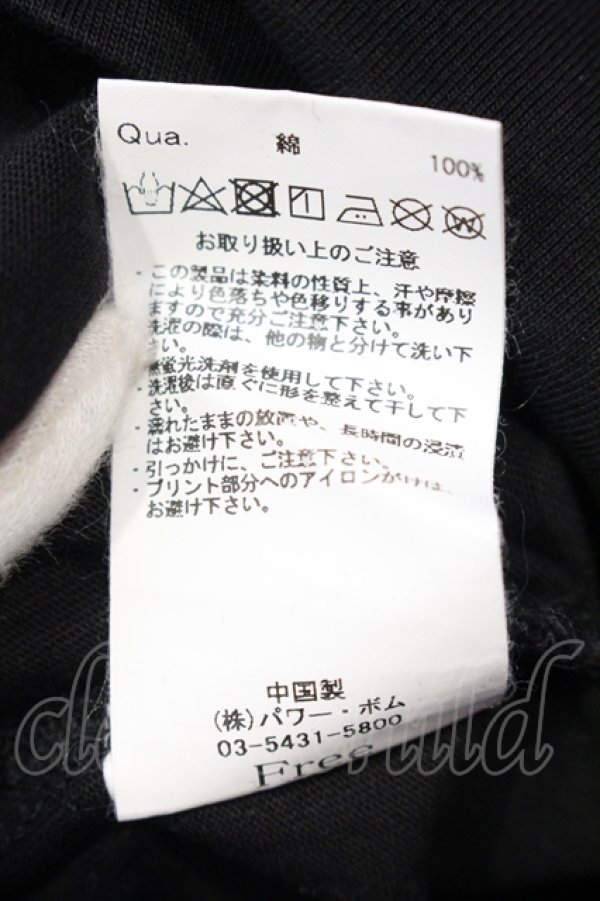 Qua. 綿 100%
お取り扱い上のご注意
・この製品は染料の性質上、汗や摩擦
により色落ちや色移りする事があり
ますので充分ご注意下さい。
洗濯の際は、他の物と分けて洗い下
さい。
無蛍光洗剤を使用して下さい。
・洗濯後は直ぐに形を整えて干して下
さい。
・濡れたままの放置や、長時間の浸漬
はお避け下さい。
・引っかけに、ご注意下さい。
・プリント部分へのアイロンがけは、
お避け下さい。
中国製
(株)パワー・ボム
03-5431-5800
Free